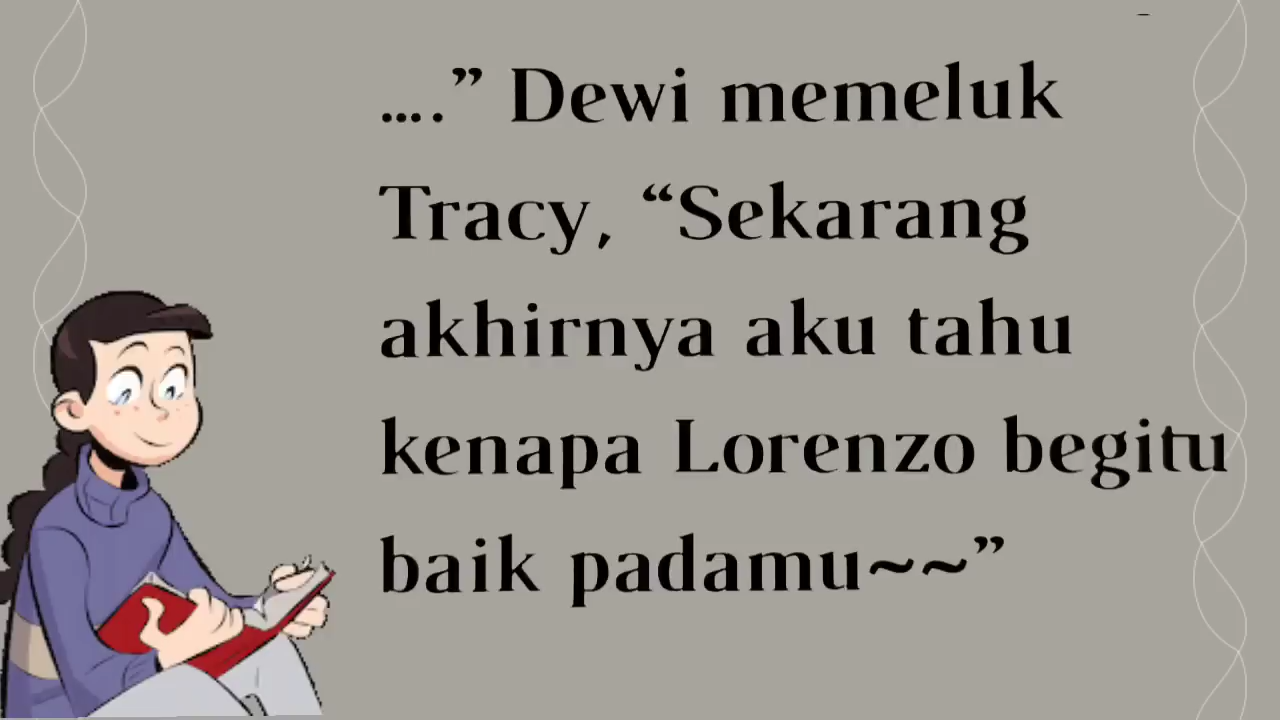 ....” Dewi memeluk
Tracy, “Sekarang
akhirnya aku tahu
kenapa Lorenzo begitu
baik padamu~~”